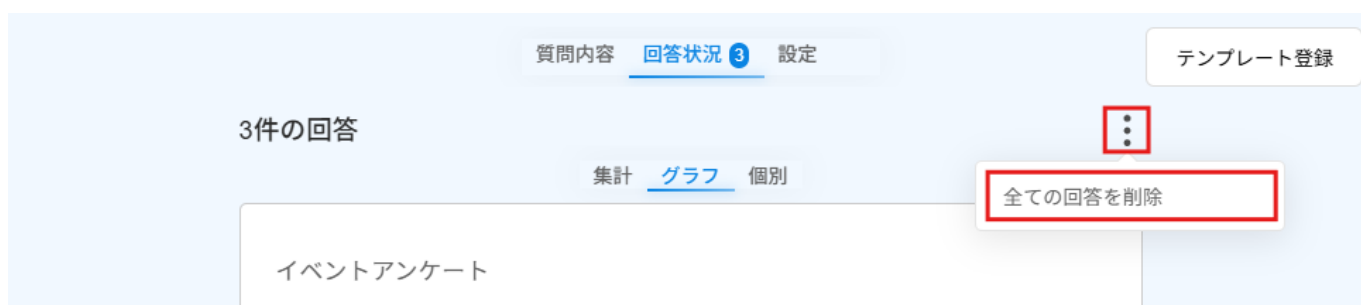 質問内容 回答状況 3 設定
テンプレート登録
3件の回答
集計 グラフ 個別
全ての回答を削除
イベントアンケート